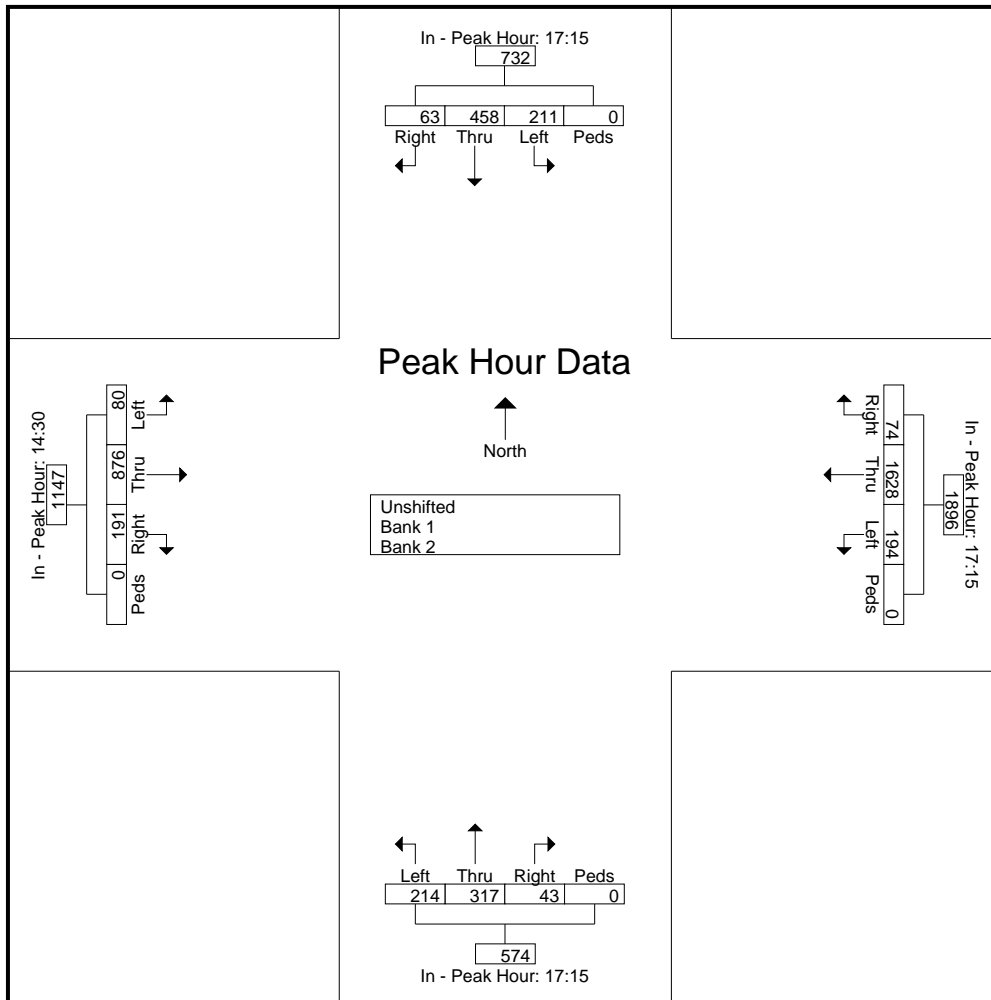 In - Peak Hour: 17:15
732
63 458 211 0
Right Thru Left Peds
Peak Hour Data
North
Unshifted
Bank 1
Bank 2
In - Peak Hour: 14:30
1147
80 876 191 0
Left Thru Right Peds
In - Peak Hour: 17:15
1896
74 1628 194 0
Right Thru Left Peds
Left Thru Right Peds
214 317 43 0
574
In - Peak Hour: 17:15